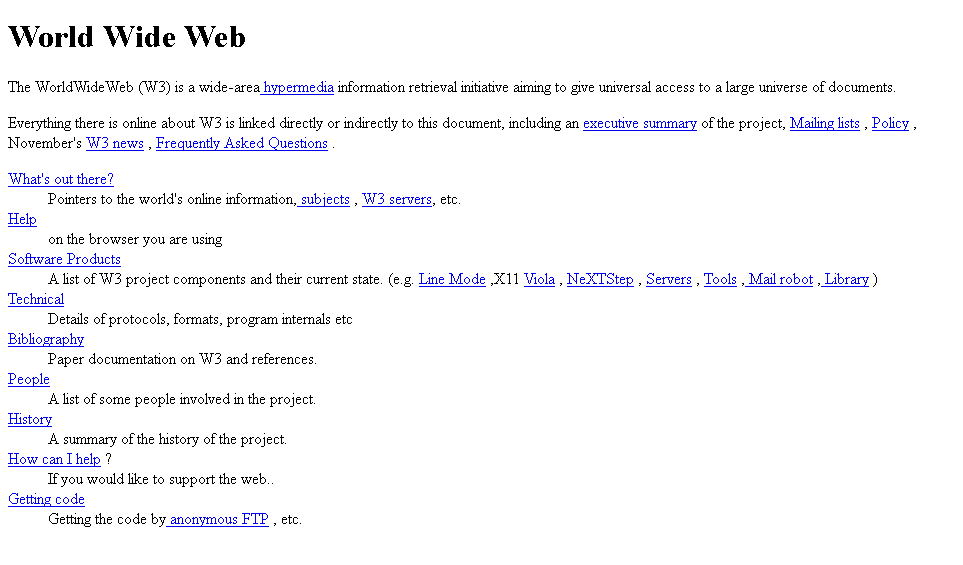 World Wide Web
The WorldWideWeb (W3) is a wide-area hypermedia information retrieval initiative aiming to give universal access to a large universe of documents.
Everything there is online about W3 is linked directly or indirectly to this document, including an executive summary of the project, Mailing lists , Policy ,
November's W3 news , Frequently Asked Questions .
What's out there?
Pointers to the world's online information, subjects , W3 servers, etc.
Help
on the browser you are using
Software Products
A list of W3 project components and their current state. (e.g. Line Mode ,X11 Viola , NeXTStep , Servers , Tools , Mail robot , Library )
Technical
Details of protocols, formats, program internals etc
Bibliography
Paper documentation on W3 and references.
People
A list of some people involved in the project.
History
A summary of the history of the project.
How can I help ?
If you would like to support the web..
Getting code
Getting the code by anonymous FTP , etc.